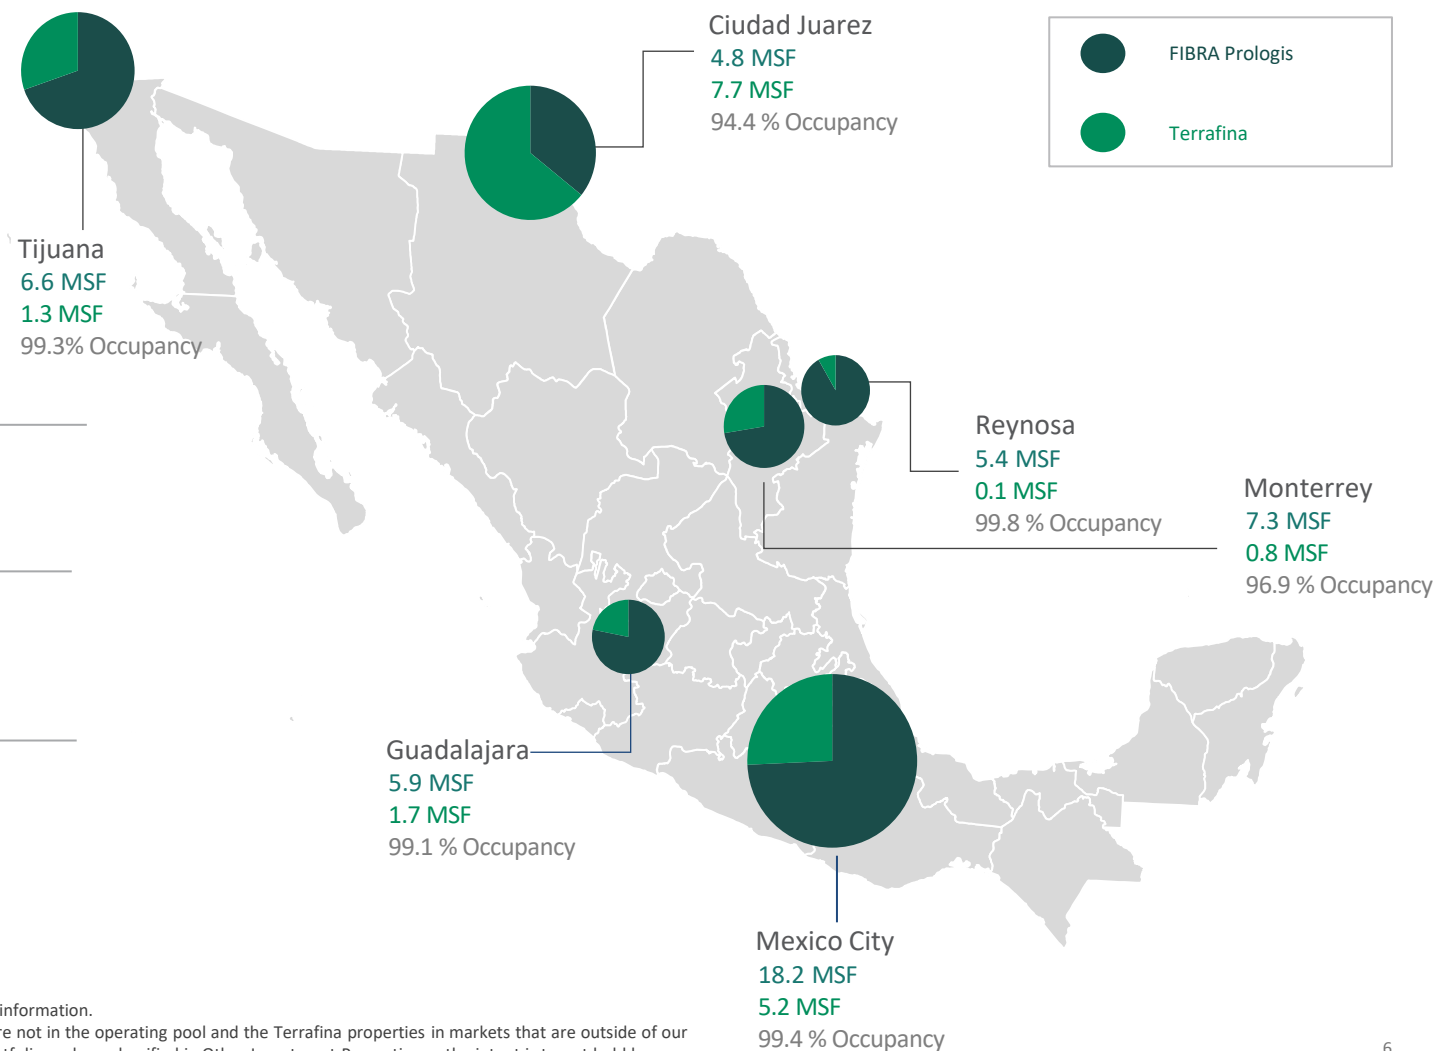 Ciudad Juarez
4.8 MSF
7.7 MSF
94.4 % Occupancy
FIBRA Prologis
Terrafina
Tijuana
6.6 MSF
1.3 MSF
99.3% Occupancy
Reynosa
5.4 MSF
0.1 MSF
99.8 % Occupancy
Monterrey
7.3 MSF
0.8 MSF
96.9 % Occupancy
Guadalajara
5.9 MSF
1.7 MSF
99.1 % Occupancy
Mexico City
18.2 MSF
5.2 MSF
99.4 % Occupancy
information.
re not in the operating pool and the Terrafina properties in markets that are outside of our
6